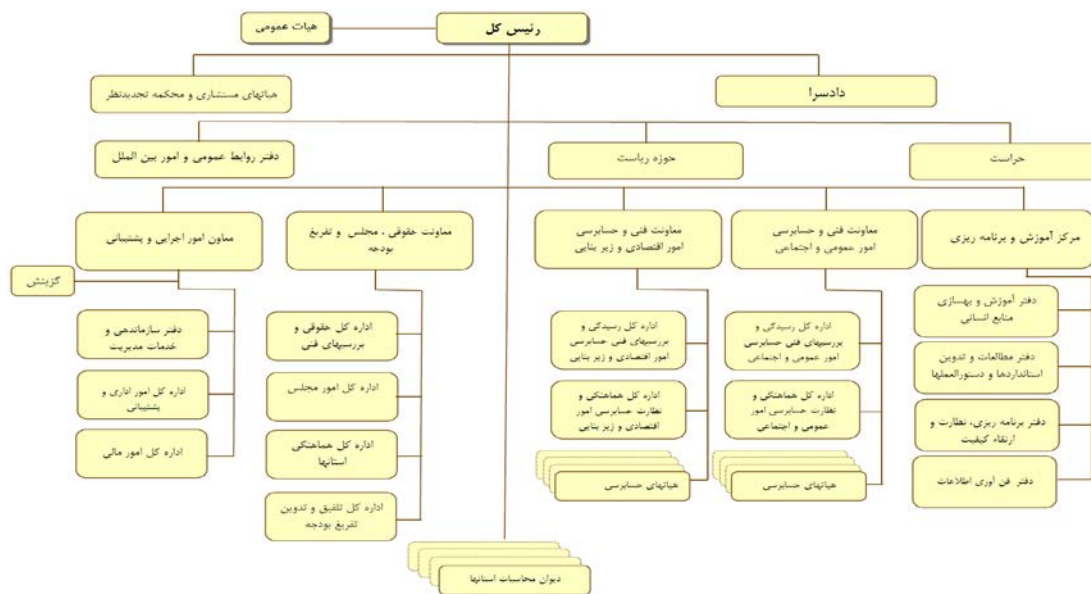 رئیس کل
هیات عمومی
دادسرا
هیاتهای مستشاری و محکمه تجدیدنظر
حراست
حوزه ریاست
دفتر روابط عمومی و امور بین الملل
مرکز آموزش و برنامه ریزی
معاونت فنی و حسابرسی
امور عمومی و اجتماعی
معاونت فنی و حسابرسی
امور اقتصادی و زیر بنایی
معاونت حقوقی ، مجلس و تفریغ
بودجه
معاون امور اجرایی و پشتیبانی
گزینش
دفتر آموزش و بهسازی
منابع انسانی
دفتر مطالعات و تدوین
استانداردها و دستورالعملها
دفتر برنامه ریزی، نظارت و
ارتقاء کیفیت
دفتر فن آوری اطلاعات
اداره کل رسیدگی و
بررسیهای فنی حسابرسی
امور عمومی و اجتماعی
اداره کل هماهنگی و
نظارت حسابرسی امور
عمومی و اجتماعی
هیاتهای حسابرسی
اداره کل رسیدگی و
بررسیهای فنی حسابرسی
امور اقتصادی و زیر بنایی
اداره کل هماهنگی و
نظارت حسابرسی امور
اقتصادی و زیر بنایی
هیاتهای حسابرسی
اداره کل حقوقی و
بررسیهای فنی
اداره کل امور مجلس
اداره کل هماهنگی
استانها
اداره کل تلفیق و تدوین
تفریغ بودجه
دفتر سازماندهی و
خدمات مدیریت
اداره کل امور اداری و
پشتیبانی
اداره کل امور مالی
دیوان محاسبات استانها